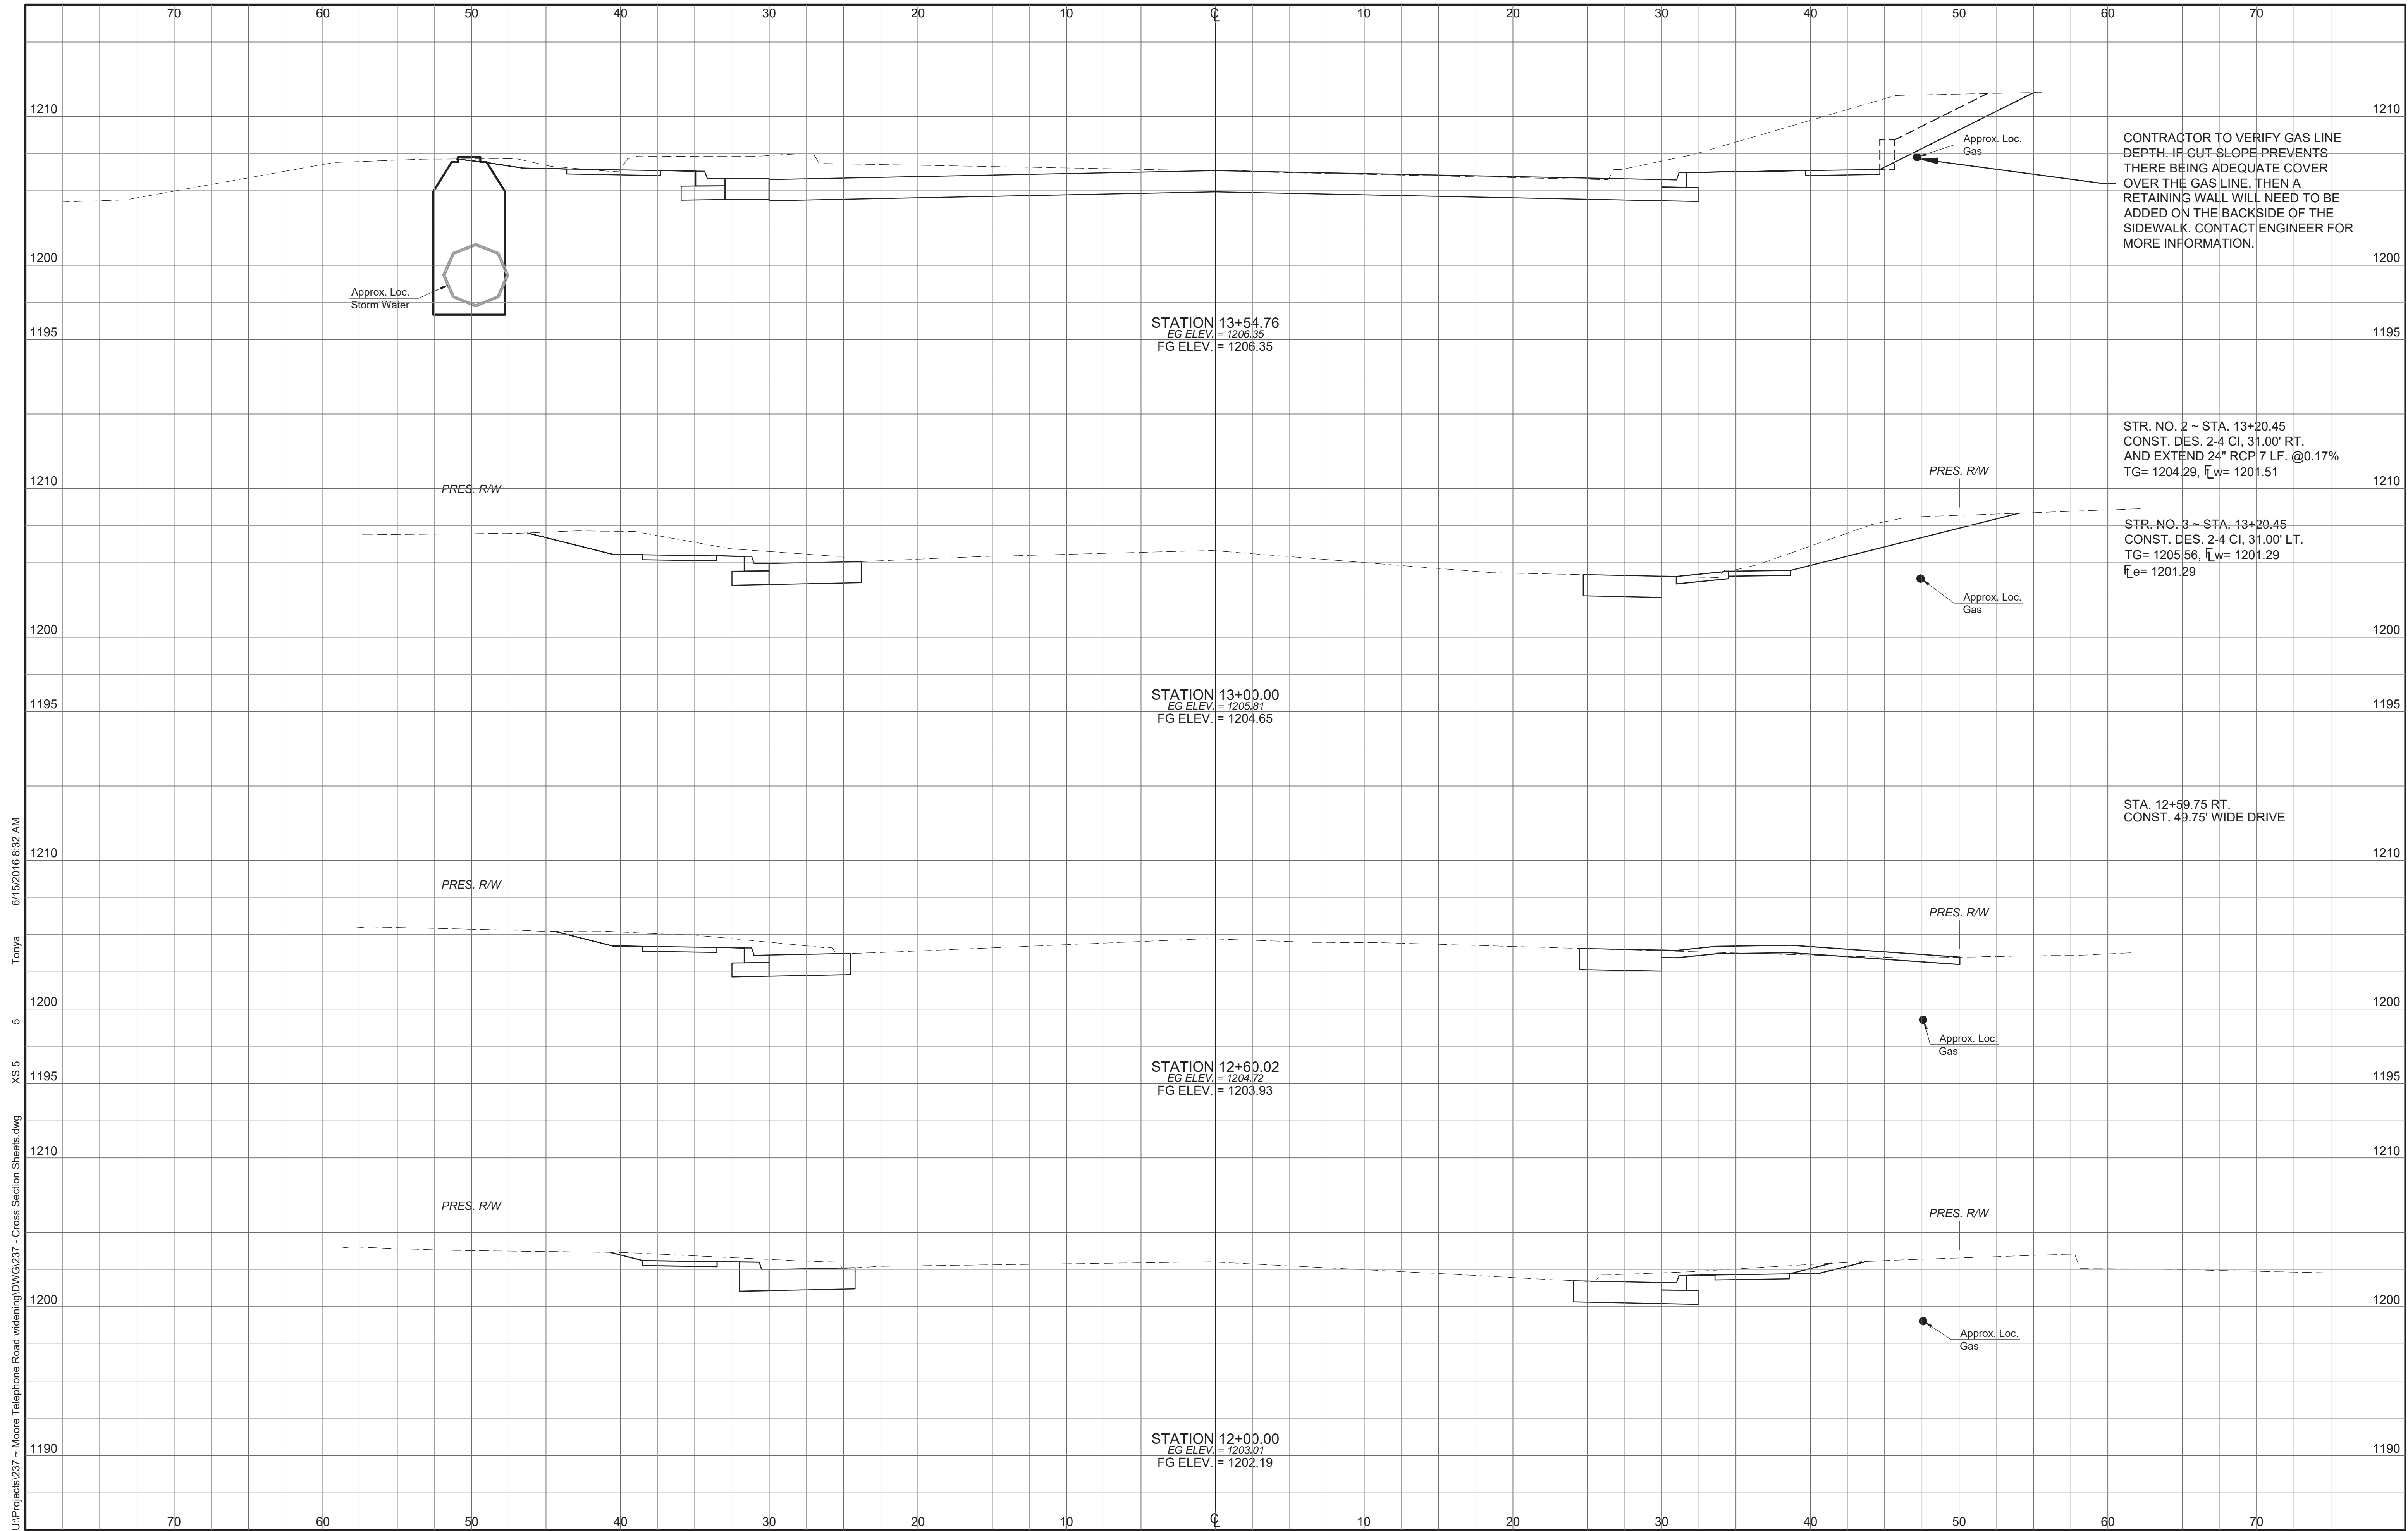 70 60 50 40 30 20 10 ℄ 10 20 30 40 50 60 70
1210 1210
Approx. Loc.
Gas
CONTRACTOR TO VERIFY GAS LINE
DEPTH. IF CUT SLOPE PREVENTS
THERE BEING ADEQUATE COVER
OVER THE GAS LINE, THEN A
RETAINING WALL WILL NEED TO BE
ADDED ON THE BACKSIDE OF THE
SIDEWALK. CONTACT ENGINEER FOR
MORE INFORMATION.
1200 1200
Approx. Loc.
Storm Water
1195 1195
STATION 13+54.76
EG ELEV. = 1206.35
FG ELEV. = 1206.35
STR. NO. 2 ~ STA. 13+20.45
CONST. DES. 2-4 CI, 31.00' RT.
AND EXTEND 24" RCP 7 LF. @0.17%
TG= 1204.29, FLw= 1201.51
PRES. R/W
PRES. R/W
1210 1210
STR. NO. 3 ~ STA. 13+20.45
CONST. DES. 2-4 CI, 31.00' LT.
TG= 1205.56, FLw= 1201.29
FLe= 1201.29
Approx. Loc.
Gas
1200 1200
1195 1195
STATION 13+00.00
EG ELEV. = 1205.81
FG ELEV. = 1204.65
STA. 12+59.75 RT.
CONST. 49.75' WIDE DRIVE
1210 1210
PRES. R/W
PRES. R/W
1200 1200
Approx. Loc.
Gas
1195 1195
STATION 12+60.02
EG ELEV. = 1204.72
FG ELEV. = 1203.93
1210 1210
PRES. R/W
PRES. R/W
1200 1200
Approx. Loc.
Gas
1190 1190
STATION 12+00.00
EG ELEV. = 1203.01
FG ELEV. = 1202.19
70 60 50 40 30 20 10 ℄ 10 20 30 40 50 60 70
U:\Projects\237 ~ Moore Telephone Road widening\DWG\237 - Cross Section Sheets.dwg XS 5 5 Tonya 6/15/2016 8:32 AM